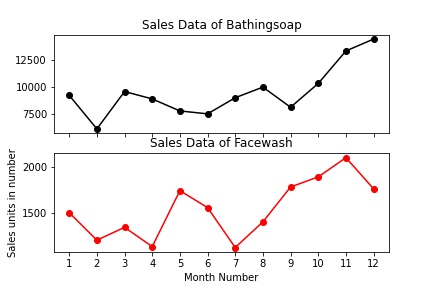 Sales Data of Bathingsoap
12500
10000
7500
Sales Data of Facewash
2000
1500
Sales units in number
1 2 3 4 5 6 7 8 9 10 11 12
Month Number